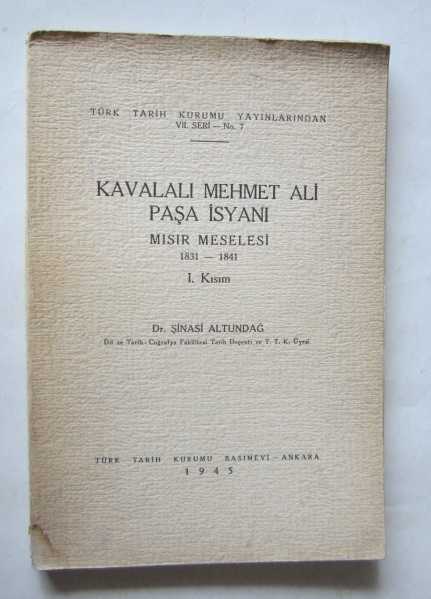 TÜRK TARİH KURUMU YAYINLARINDAN
VII. SERİ — No. 7
KAVALALI MEHMET ALİ
PAŞA İSYANI
MISIR MESELESİ
1831 — 1841
I. Kısım
Dr. ŞİNASİ ALTUNDAĞ
Dil ve Tarih-Coğrafya Fakültesi Tarih Doçenti ve T. T. K. Üyesi
TÜRK TARİH KURUMU BASIMEVİ - ANKARA
1945